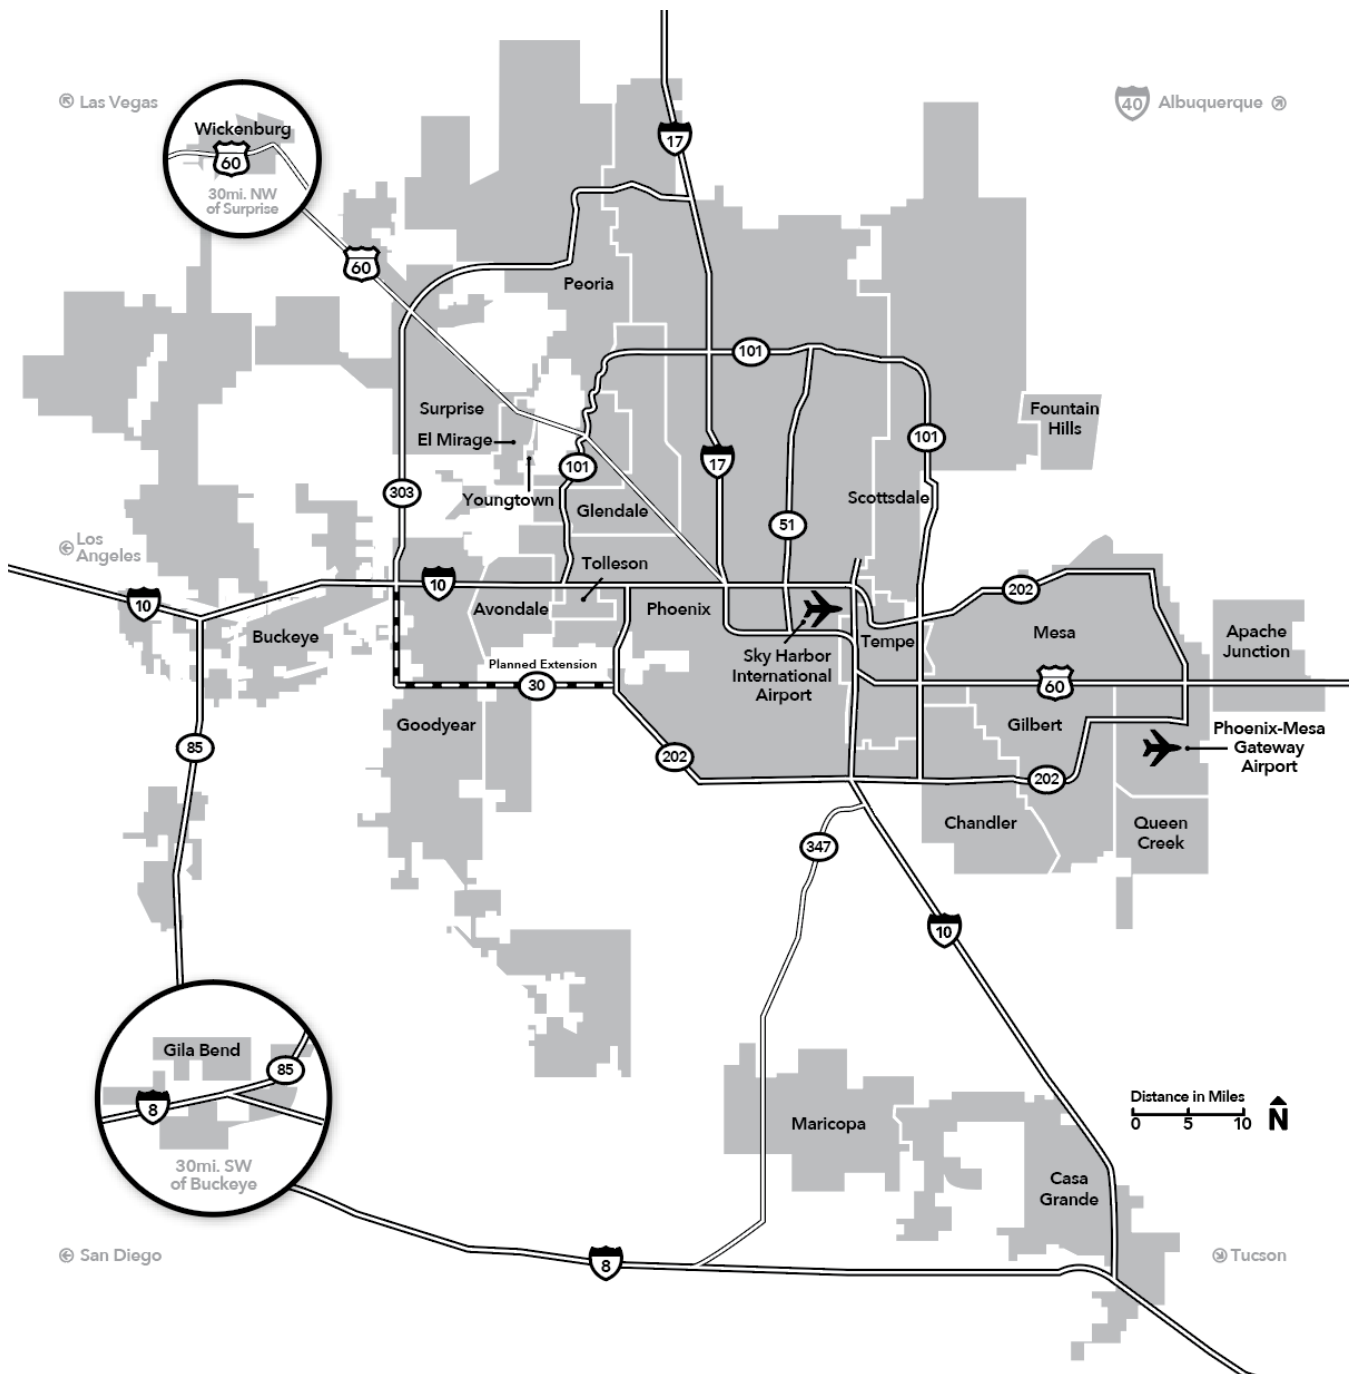 Las Vegas
40
Albuquerque
Wickenburg
60
30mi. NW
of Surprise
17
60
Peoria
101
Surprise
Fountain
Hills
El Mirage
101
17
101
303
Youngtown
Scottsdale
Glendale
51
Los
Angeles
Tolleson
10
10
202
Avondale
Phoenix
Buckeye
Mesa
Apache
Junction
Tempe
Sky Harbor
International
Airport
Planned Extension
30
60
Goodyear
Gilbert
Phoenix-Mesa
Gateway
Airport
85
202
202
Chandler
Queen
Creek
347
10
Gila Bend
85
8
30mi. SW
of Buckeye
Distance in Miles
0 5 10
N
Maricopa
Casa
Grande
San Diego
8
Tucson